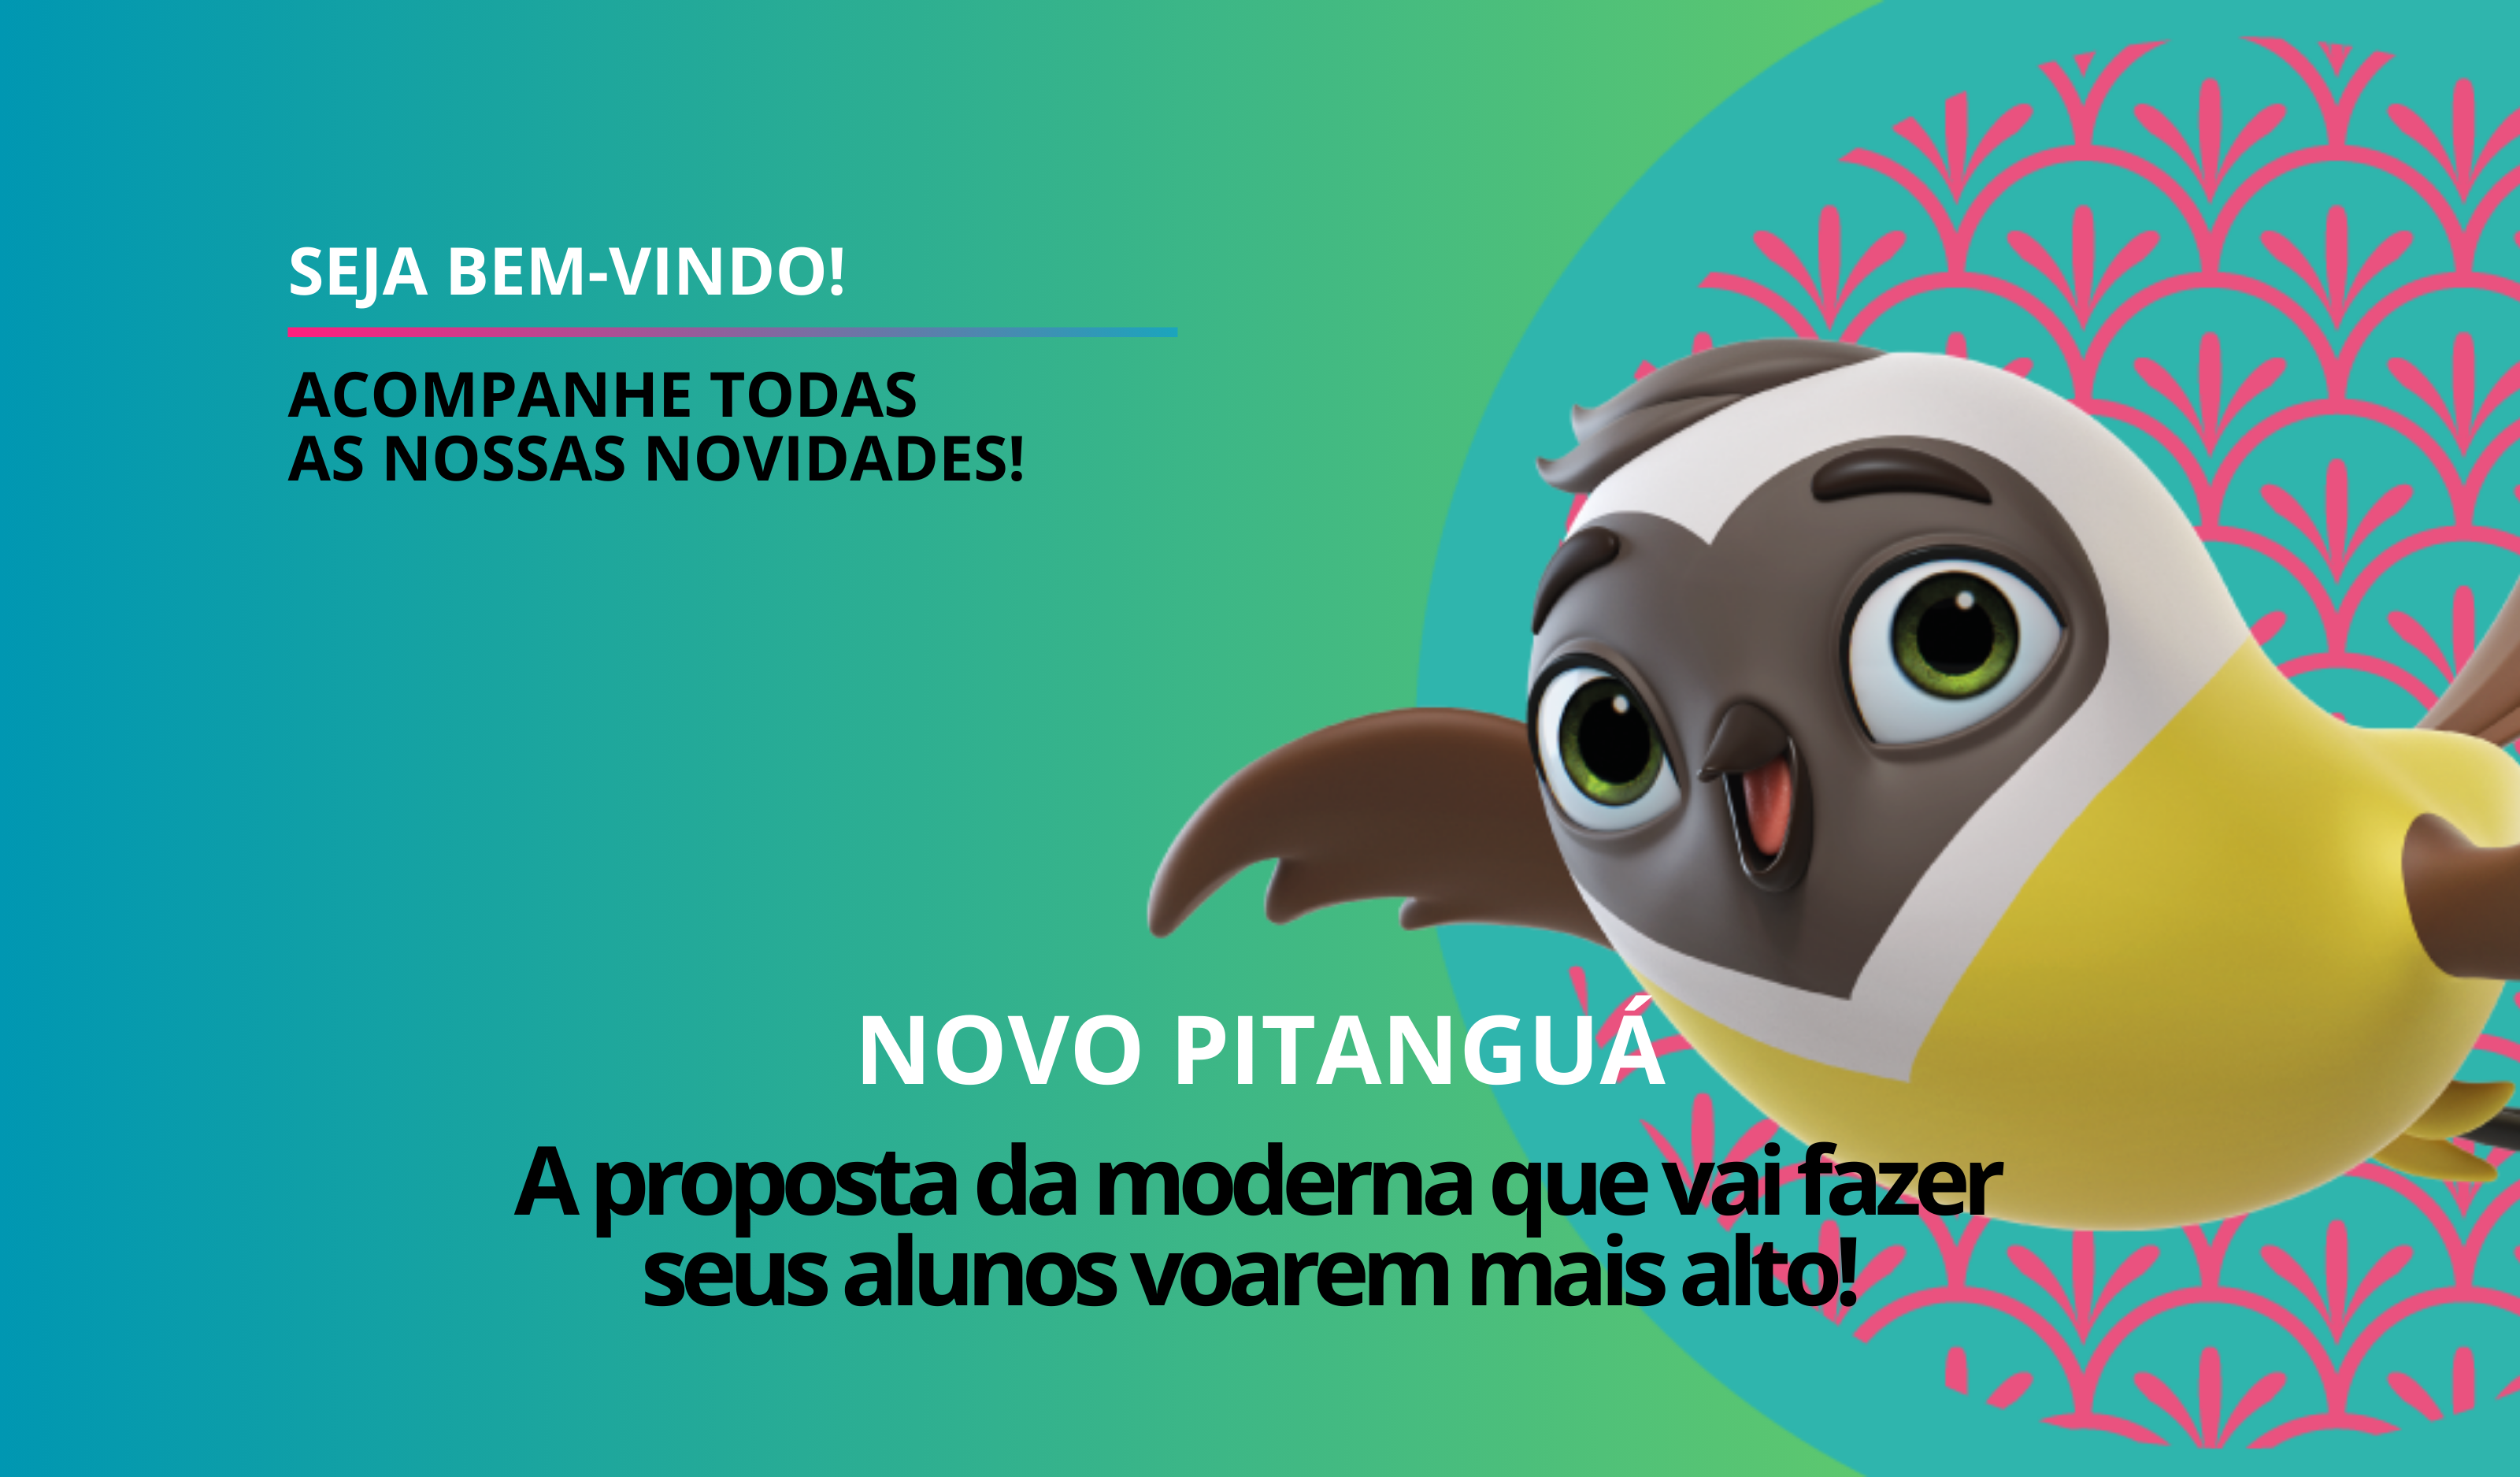 SEJA BEM-VINDO!
ACOMPANHE TODAS
AS NOSSAS NOVIDADES!
NOVO PITANGUÁ
A proposta da moderna que vai fazer
seus alunos voarem mais alto!